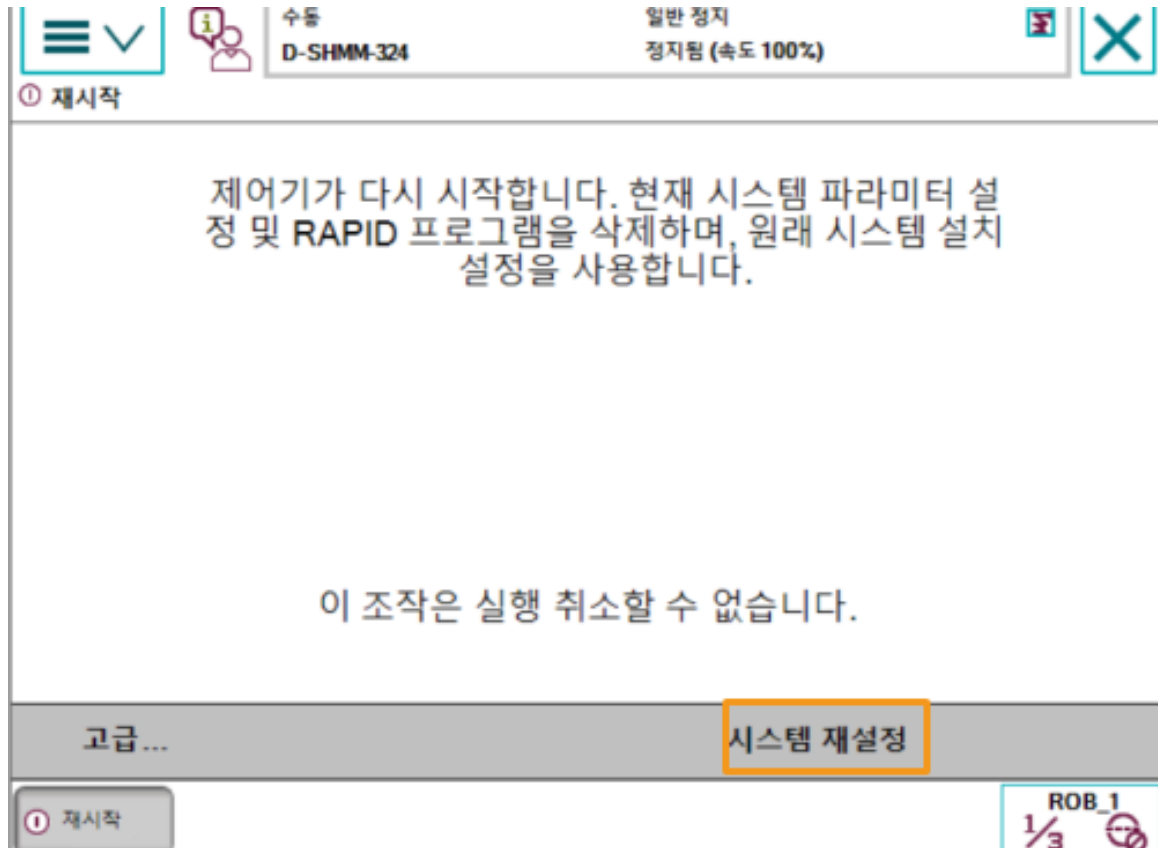 수동
일반 정지
D-SHMM-324
정지됨 (속도 100%)
재시작
제어기가 다시 시작합니다. 현재 시스템 파라미터 설
정 및 RAPID 프로그램을 삭제하며, 원래 시스템 설치
설정을 사용합니다.
이 조작은 실행 취소할 수 없습니다.
고급...
시스템 재설정
재시작
ROB_1
1/3